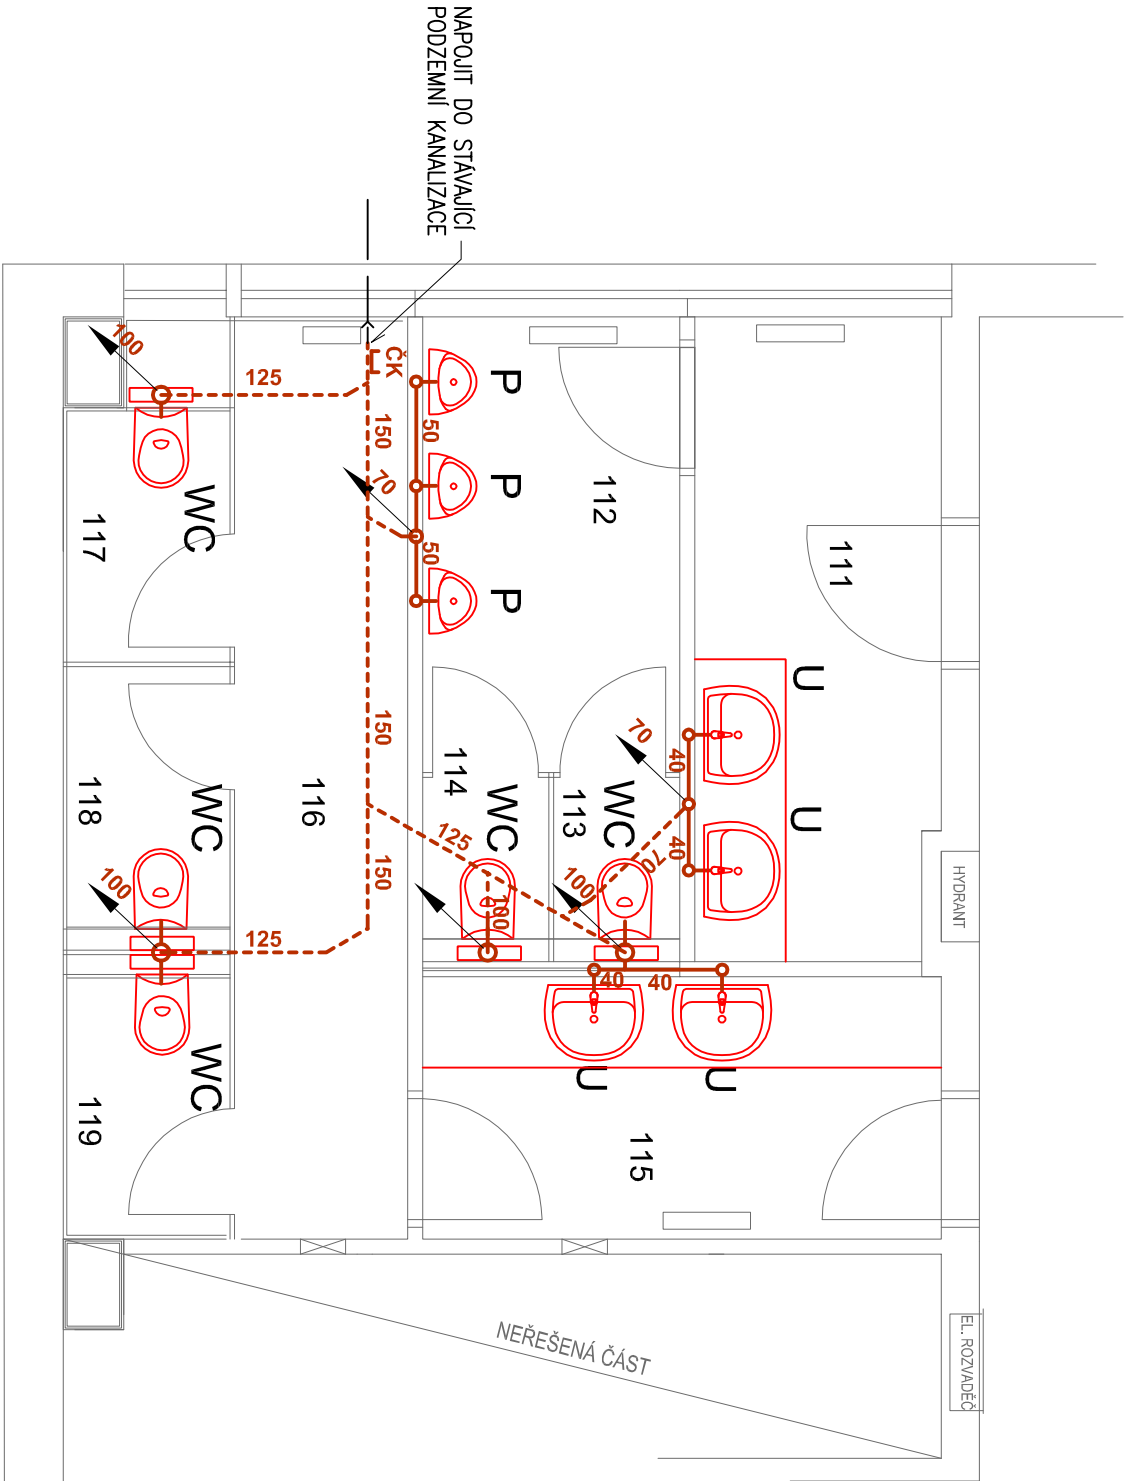 NAPOJIT DO STÁVAJÍCÍ
PODZEMNÍ KANALIZACE
100
125
ČK
150
50
70
50
P
P
P
112
111
117
WC
118
WC
116
150
150
125
114
WC
113
WC
100
100
70
40
40
70
U
U
HYDRANT
100
125
40
40
WC
119
U
U
115
NEŘEŠENÁ ČÁST
EL. ROZVADĚČ